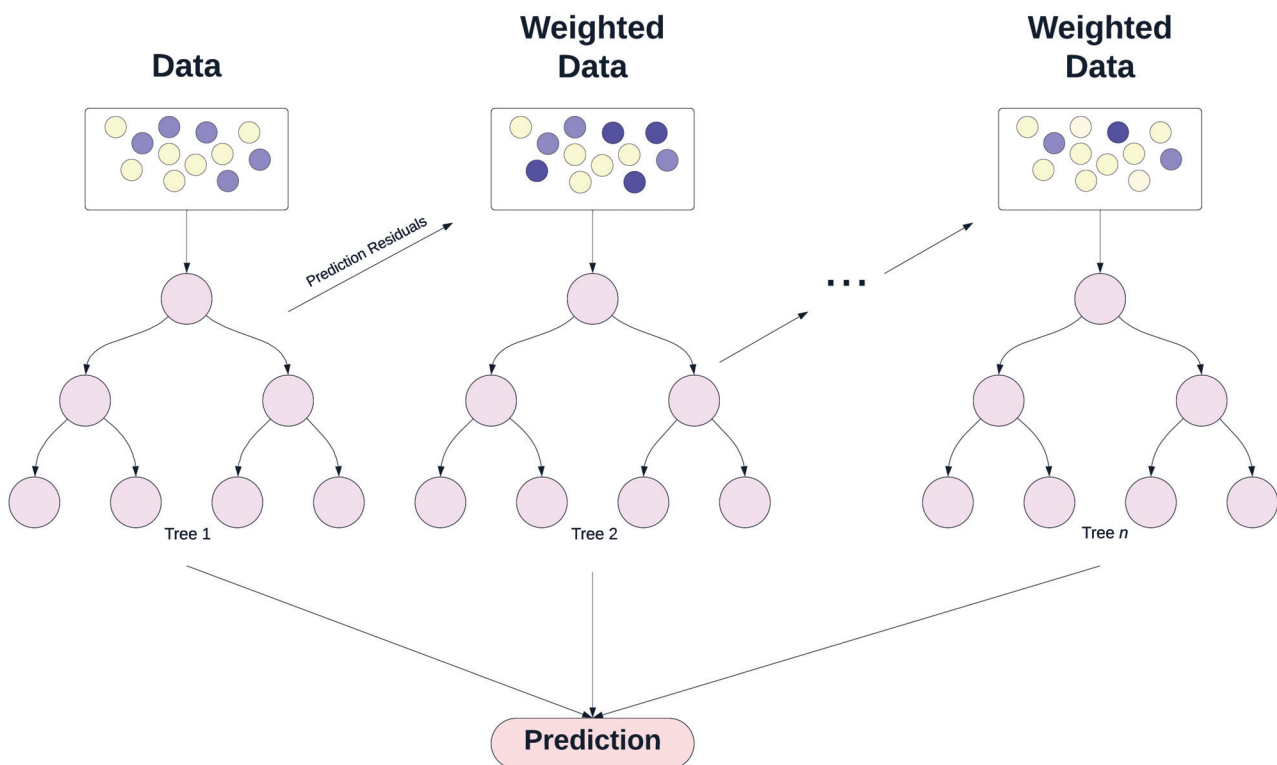 Data
Weighted
Data
Weighted
Data
Prediction Residuals
...
Tree 1
Tree 2
Tree n
Prediction